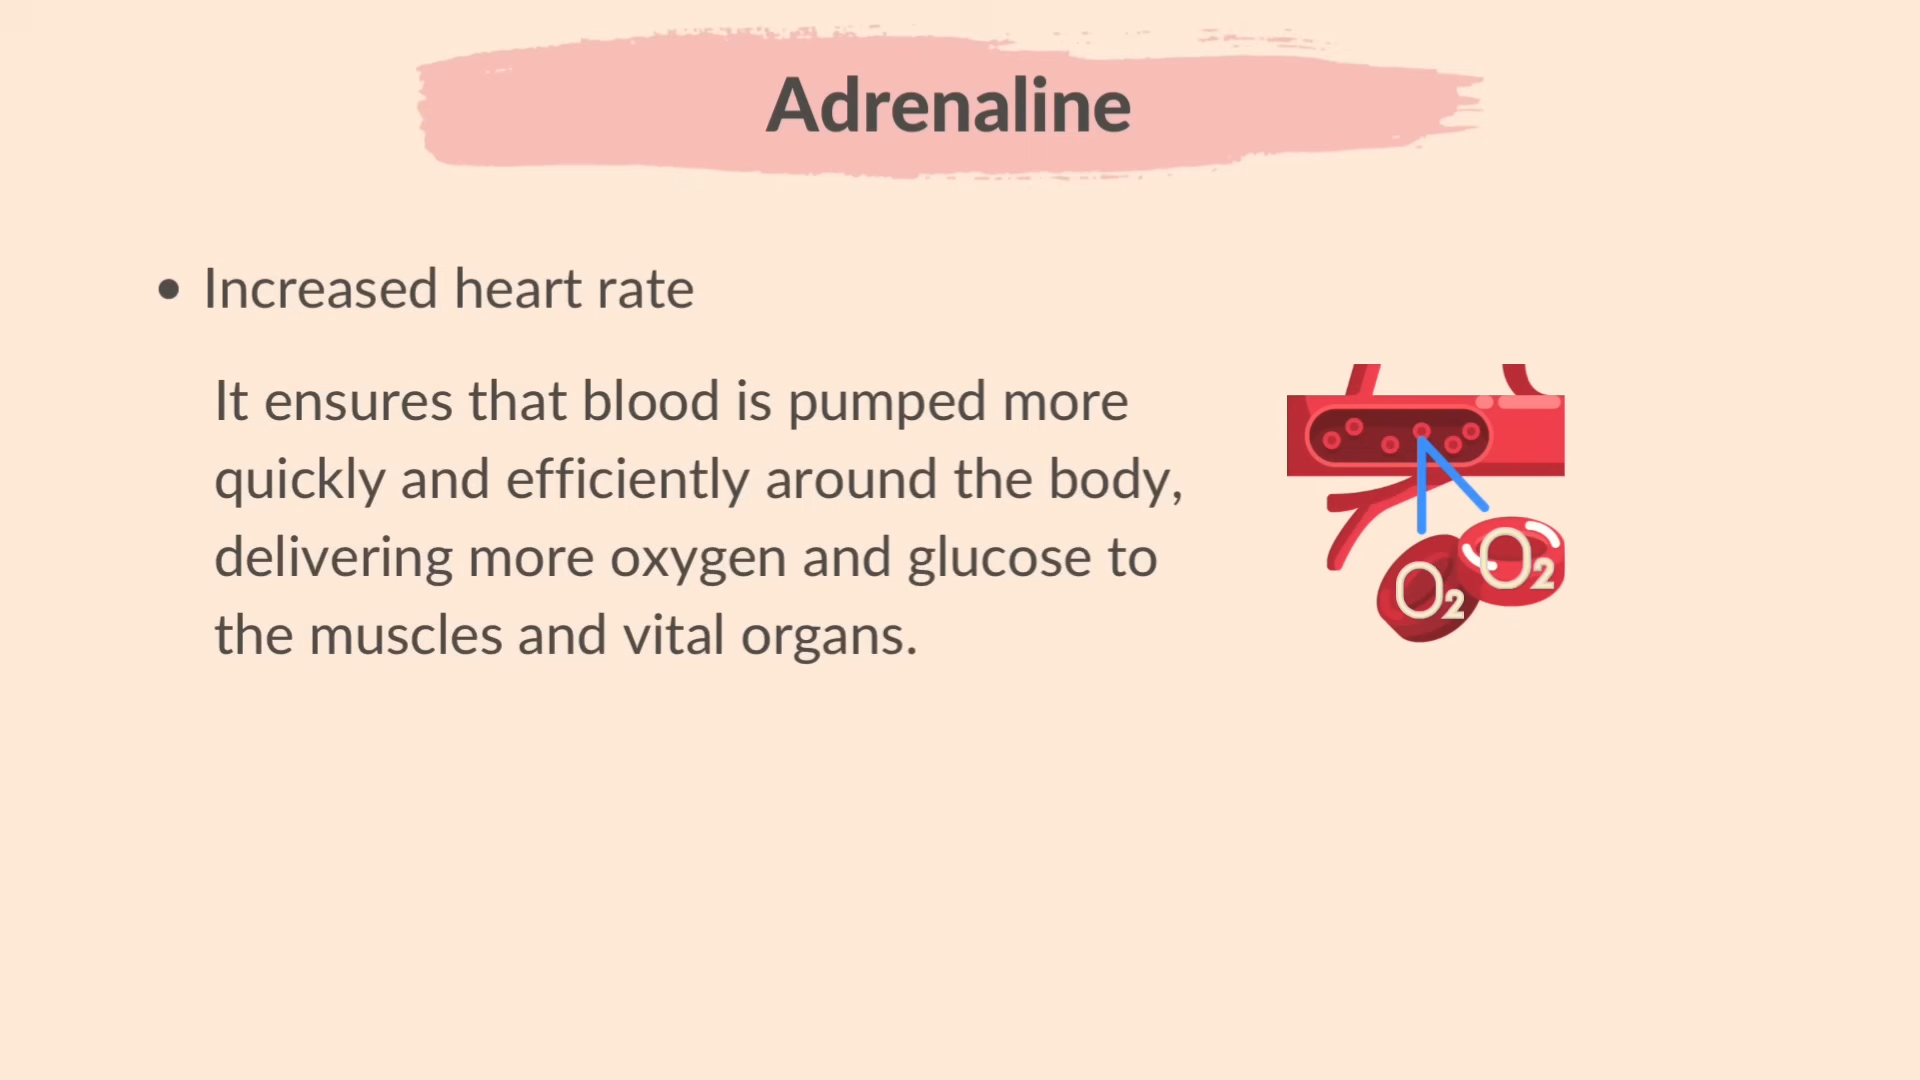 Adrenaline
• Increased heart rate
It ensures that blood is pumped more
quickly and efficiently around the body,
delivering more oxygen and glucose to
the muscles and vital organs.
O₂
O₂